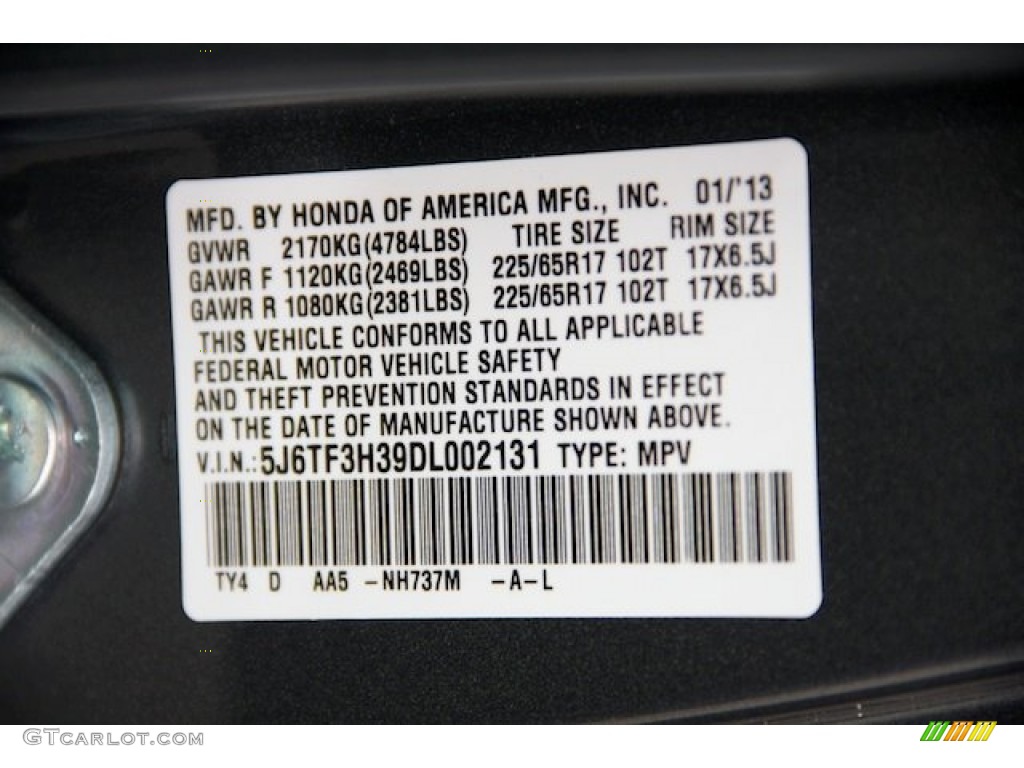 MFD. BY HONDA OF AMERICA MFG., INC. 01/'13
GVWR 2170KG(4784LBS) TIRE SIZE RIM SIZE
GAWR F 1120KG(2469LBS) 225/65R17 102T 17X6.5J
GAWR R 1080KG(2381LBS) 225/65R17 102T 17X6.5J
THIS VEHICLE CONFORMS TO ALL APPLICABLE
FEDERAL MOTOR VEHICLE SAFETY
AND THEFT PREVENTION STANDARDS IN EFFECT
ON THE DATE OF MANUFACTURE SHOWN ABOVE.
V.I.N.: 5J6TF3H39DL002131 TYPE: MPV
TY4 D AA5 -NH737M -A-L
GTCARLOT.COM